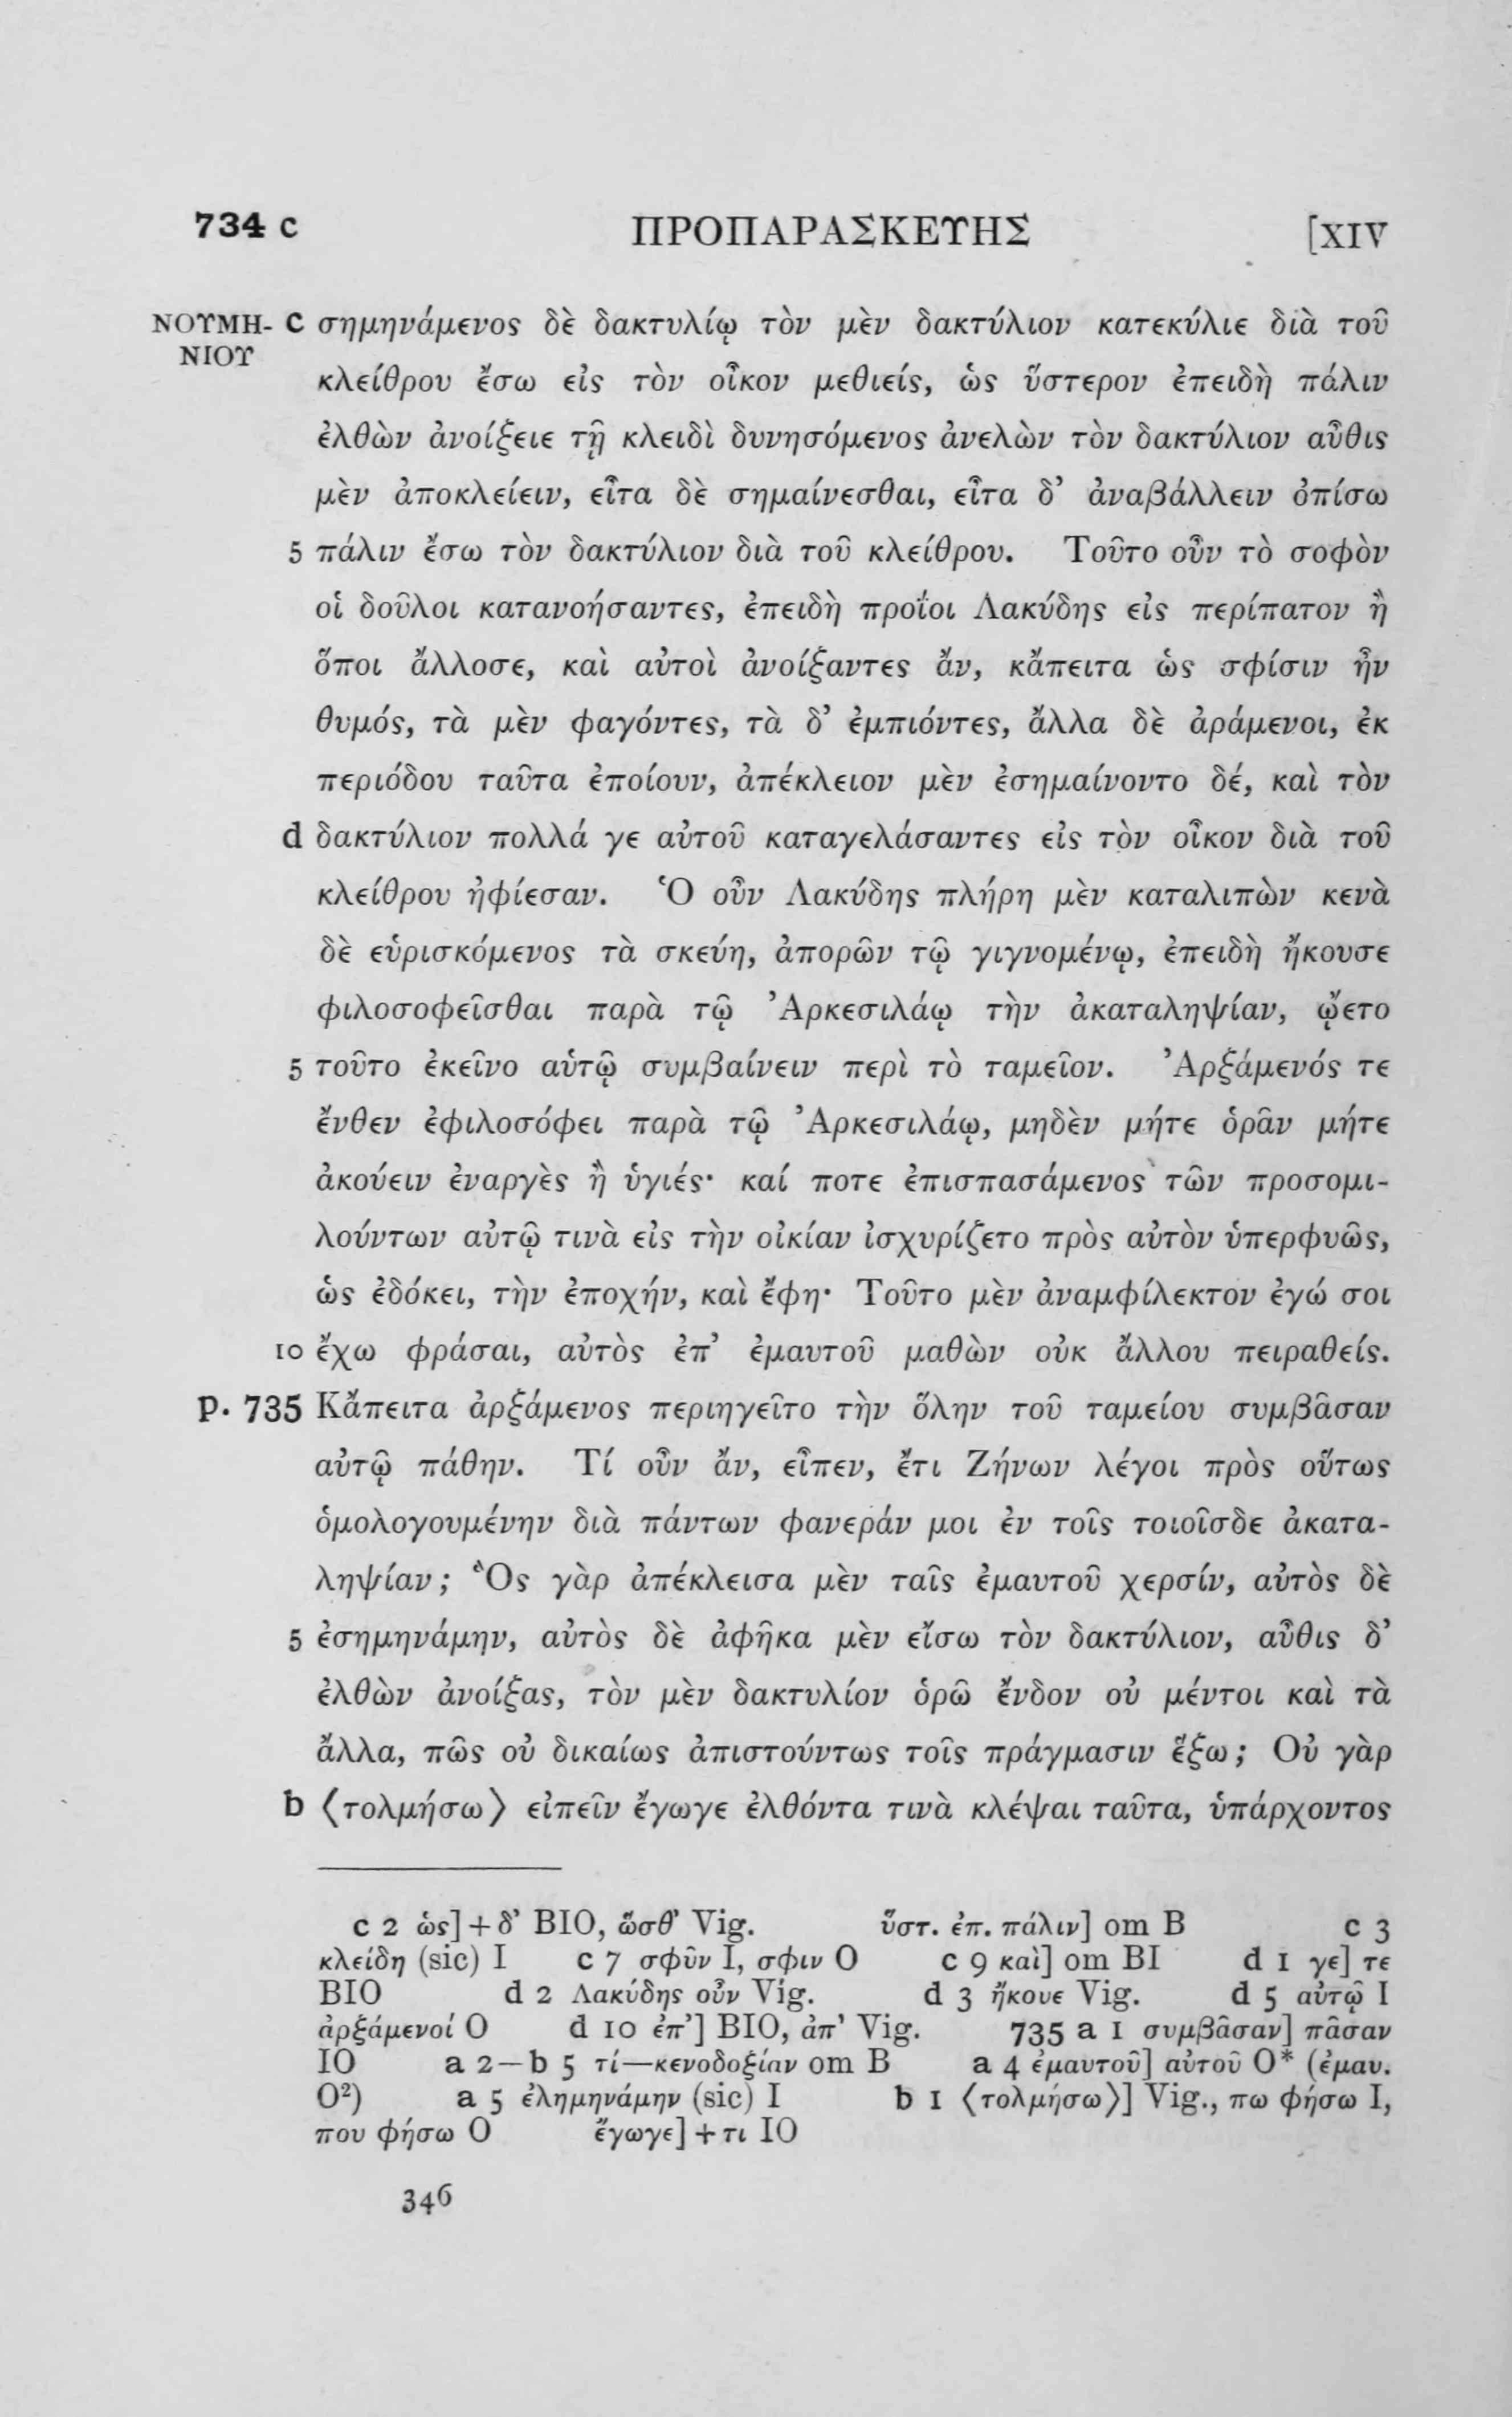 734 c ΠΡΟΠΑΡΑΣΚΕΥΗΣ [XIV
ΝΟΥΜΗ- c σημηνάμενος δὲ δακτυλίῳ τὸν μὲν δακτύλιον κατεκύλιε διὰ τοῦ
ΝΙΟΥ
κλείθρου ἔσω εἰς τὸν οἶκον μεθιείς, ὡς ὕστερον ἐπειδὴ πάλιν
ἐλθὼν ἀνοίξειε τῇ κλειδὶ δυνησόμενος ἀνελὼν τὸν δακτύλιον αὖθις
μὲν ἀποκλείειν, εἶτα δὲ σημαίνεσθαι, εἶτα δ’ ἀναβάλλειν ὀπίσω
5 πάλιν ἔσω τὸν δακτύλιον διὰ τοῦ κλείθρου. Τοῦτο οὖν τὸ σοφὸν
οἱ δοῦλοι κατανοήσαντες, ἐπειδὴ προΐοι Λακύδης εἰς περίπατον ἢ
ὅποι ἄλλοσε, καὶ αὐτοὶ ἀνοίξαντες ἄν, κἄπειτα ὡς σφίσιν ἦν
θυμός, τὰ μὲν φαγόντες, τὰ δ’ ἐμπιόντες, ἄλλα δὲ ἀράμενοι, ἐκ
περιόδου ταῦτα ἐποίουν, ἀπέκλειον μὲν ἐσημαίνοντο δέ, καὶ τὸν
d δακτύλιον πολλά γε αὐτοῦ καταγελάσαντες εἰς τὸν οἶκον διὰ τοῦ
κλείθρου ἠφίεσαν. Ὁ οὖν Λακύδης πλήρη μὲν καταλιπὼν κενὰ
δὲ εὑρισκόμενος τὰ σκεύη, ἀπορῶν τῷ γιγνομένῳ, ἐπειδὴ ἤκουσε
φιλοσοφεῖσθαι παρὰ τῷ Ἀρκεσιλάῳ τὴν ἀκαταληψίαν, ᾤετο
5 τοῦτο ἐκεῖνο αὑτῷ συμβαίνειν περὶ τὸ ταμεῖον. Ἀρξάμενός τε
ἔνθεν ἐφιλοσόφει παρὰ τῷ Ἀρκεσιλάῳ, μηδὲν μήτε ὁρᾶν μήτε
ἀκούειν ἐναργὲς ἢ ὑγιές· καί ποτε ἐπισπασάμενος τῶν προσομι-
λούντων αὐτῷ τινὰ εἰς τὴν οἰκίαν ἰσχυρίζετο πρὸς αὐτὸν ὑπερφυῶς,
ὡς ἐδόκει, τὴν ἐποχήν, καὶ ἔφη· Τοῦτο μὲν ἀναμφίλεκτον ἐγώ σοι
10 ἔχω φράσαι, αὐτὸς ἐπ’ ἐμαυτοῦ μαθὼν οὐκ ἄλλου πειραθείς.
p. 735 Κἄπειτα ἀρξάμενος περιηγεῖτο τὴν ὅλην τοῦ ταμείου συμβᾶσαν
αὐτῷ πάθην. Τί οὖν ἄν, εἶπεν, ἔτι Ζήνων λέγοι πρὸς οὕτως
ὁμολογουμένην διὰ πάντων φανεράν μοι ἐν τοῖς τοιοῖσδε ἀκατα-
ληψίαν; Ὃς γὰρ ἀπέκλεισα μὲν ταῖς ἐμαυτοῦ χερσίν, αὐτὸς δὲ
5 ἐσημηνάμην, αὐτὸς δὲ ἀφῆκα μὲν εἴσω τὸν δακτύλιον, αὖθις δ’
ἐλθὼν ἀνοίξας, τὸν μὲν δακτυλίον ὁρῶ ἔνδον οὐ μέντοι καὶ τὰ
ἄλλα, πῶς οὐ δικαίως ἀπιστούντως τοῖς πράγμασιν ἕξω; Οὐ γὰρ
b ⟨τολμήσω⟩ εἰπεῖν ἔγωγε ἐλθόντα τινὰ κλέψαι ταῦτα, ὑπάρχοντος
c 2 ὡς]+δ’ BIO, ὥσθ’ Vig. ὕστ. ἐπ. πάλιν] om B c 3
κλείδη (sic) I c 7 σφῦν I, σφιν O c 9 καὶ] om BI d 1 γε] τε
BIO d 2 Λακύδης οὖν Vig. d 3 ἤκουε Vig. d 5 αὐτῷ I
ἀρξάμενοί O d 10 ἐπ’] BIO, ἀπ’ Vig. 735 a 1 συμβᾶσαν] πᾶσαν
IO a 2—b 5 τί—κενοδοξίαν om B a 4 ἐμαυτοῦ] αὐτοῦ O* (ἐμαυ.
O²) a 5 ἐλημηνάμην (sic) I b 1 ⟨τολμήσω⟩] Vig., πω φήσω I,
που φήσω O ἔγωγε]+τι IO
346